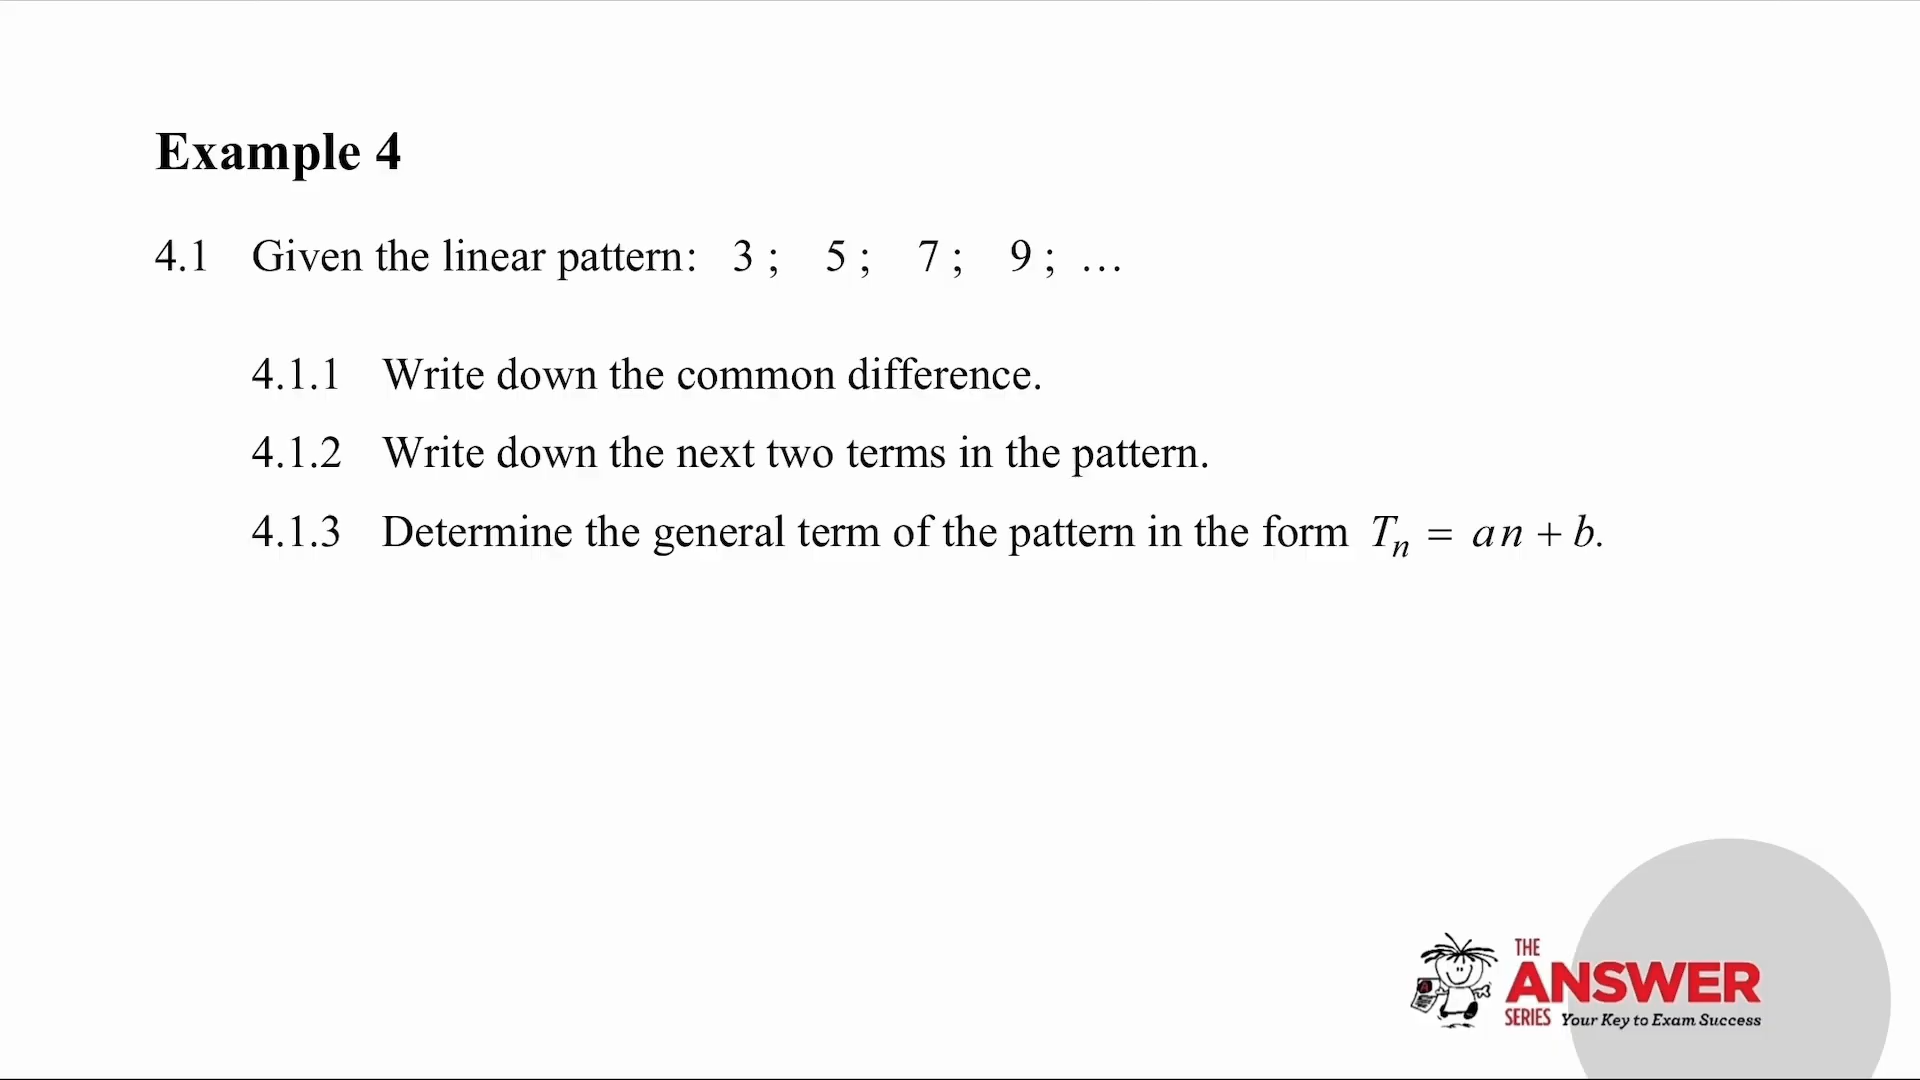 Example 4
4.1 Given the linear pattern: 3 ; 5 ; 7 ; 9 ; …
4.1.1 Write down the common difference.
4.1.2 Write down the next two terms in the pattern.
4.1.3 Determine the general term of the pattern in the form Tₙ = an + b.
THE
ANSWER
SERIES Your Key to Exam Success